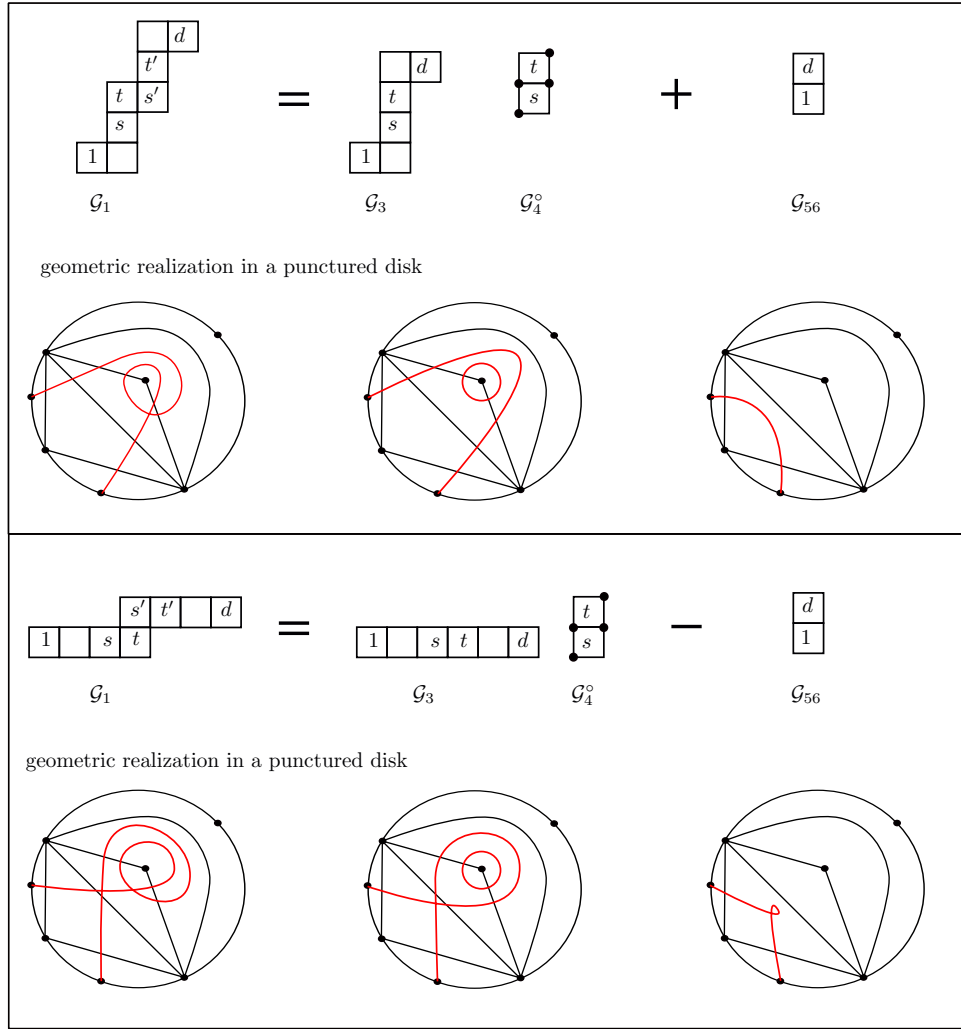 d d
t′ = t + d
t s′ t s 1
s s
1 1
𝒢₁ 𝒢₃ 𝒢₄° 𝒢₅₆
geometric realization in a punctured disk
s′ t′ d t d
1 s t = 1 s t d s − 1
𝒢₁ 𝒢₃ 𝒢₄° 𝒢₅₆
geometric realization in a punctured disk